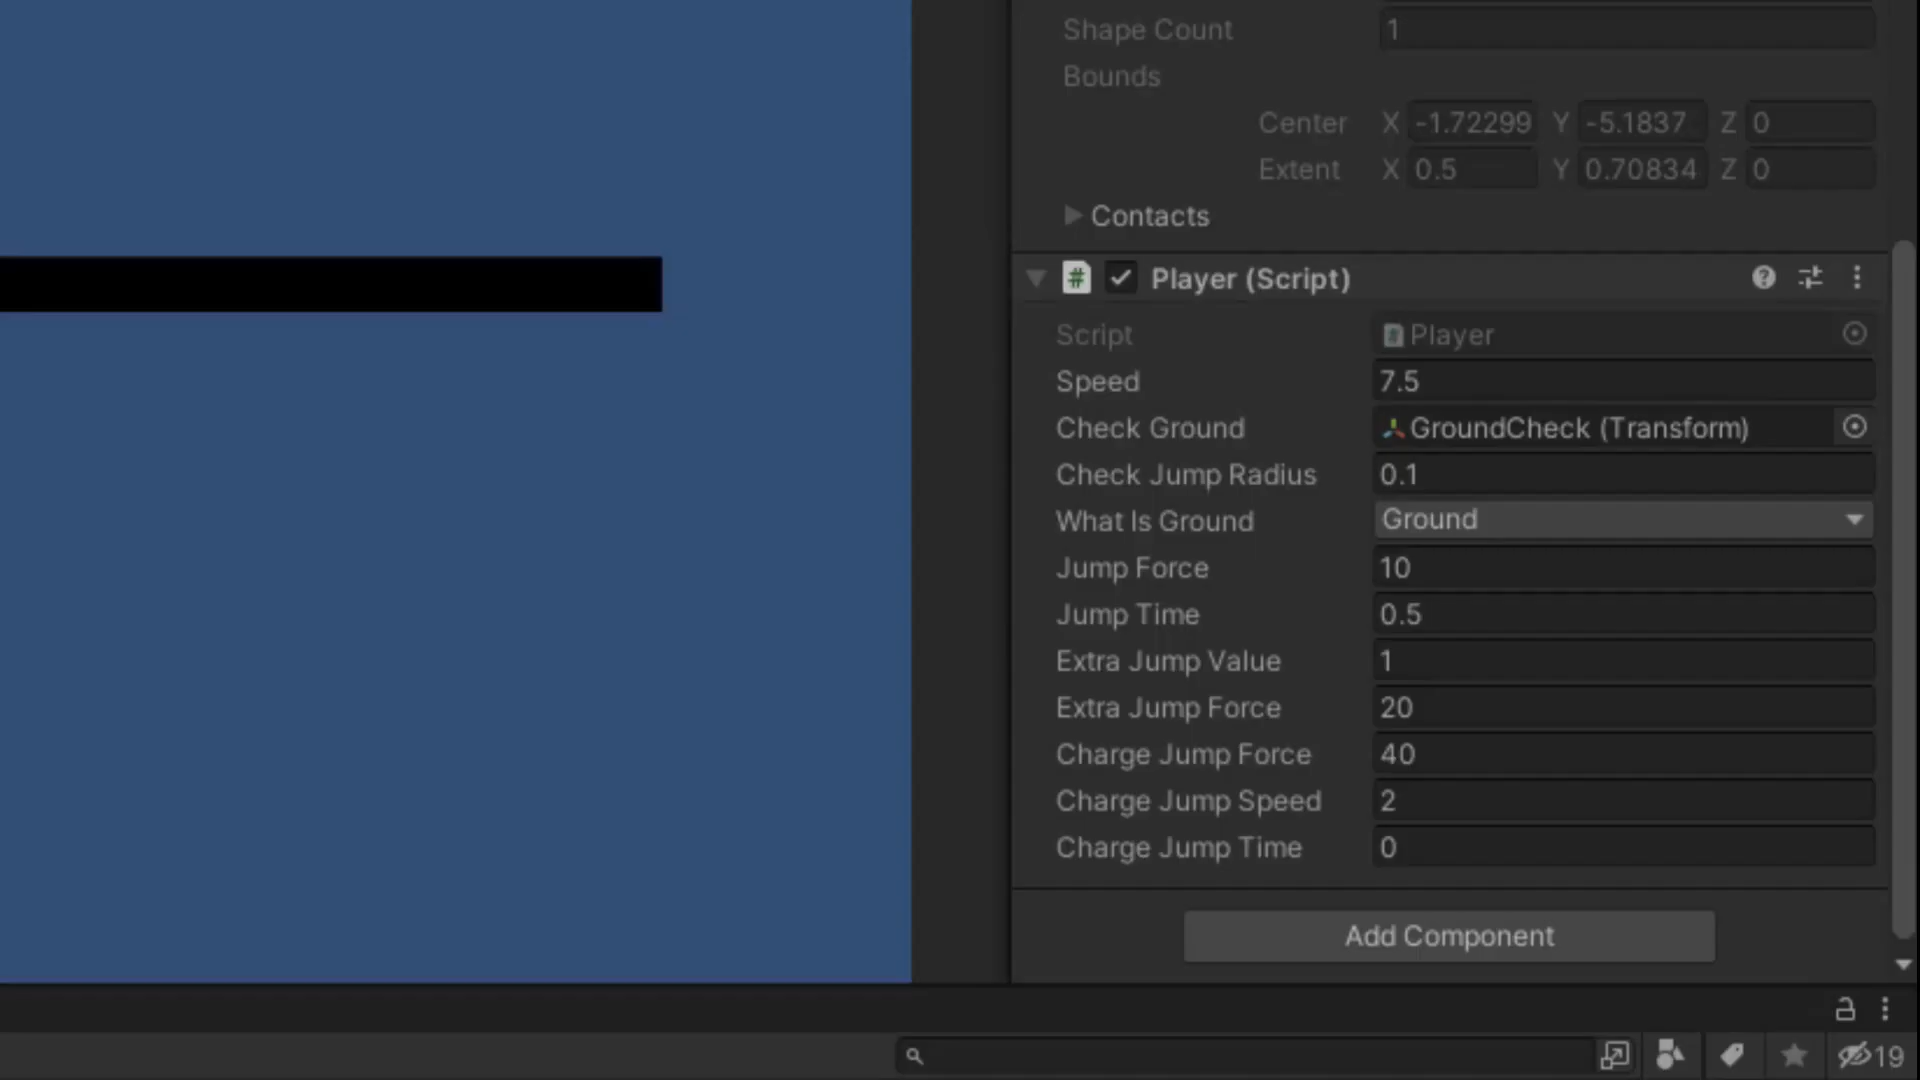 Shape Count 1
Bounds
Center X -1.72299 Y -5.1837 Z 0
Extent X 0.5 Y 0.70834 Z 0
Contacts
# Player (Script)
Script # Player
Speed 7.5
Check Ground GroundCheck (Transform)
Check Jump Radius 0.1
What Is Ground Ground
Jump Force 10
Jump Time 0.5
Extra Jump Value 1
Extra Jump Force 20
Charge Jump Force 40
Charge Jump Speed 2
Charge Jump Time 0
Add Component
19